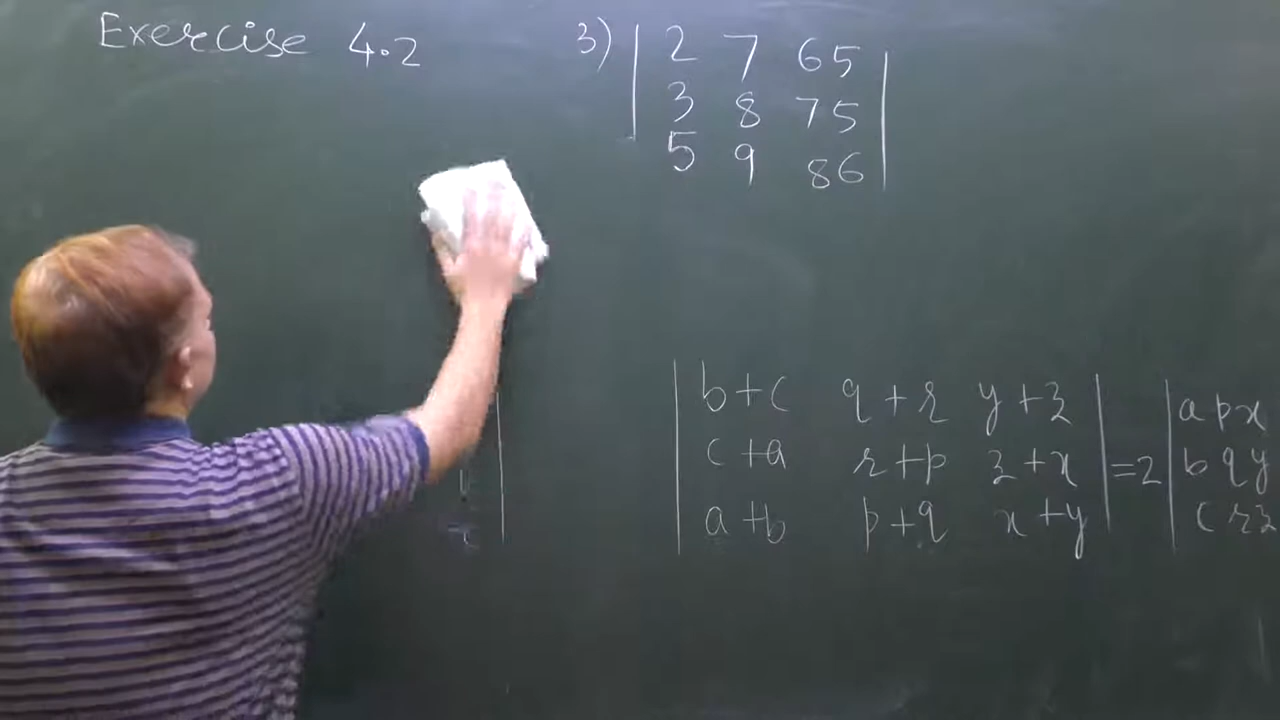 Exercise 4.2
3) | 2 7 65 |
| 3 8 75 |
| 5 9 86 |
| b+c q+r y+z | | a p x
| c+a r+p z+x | =2 | b q y
| a+b p+q x+y | | c r z